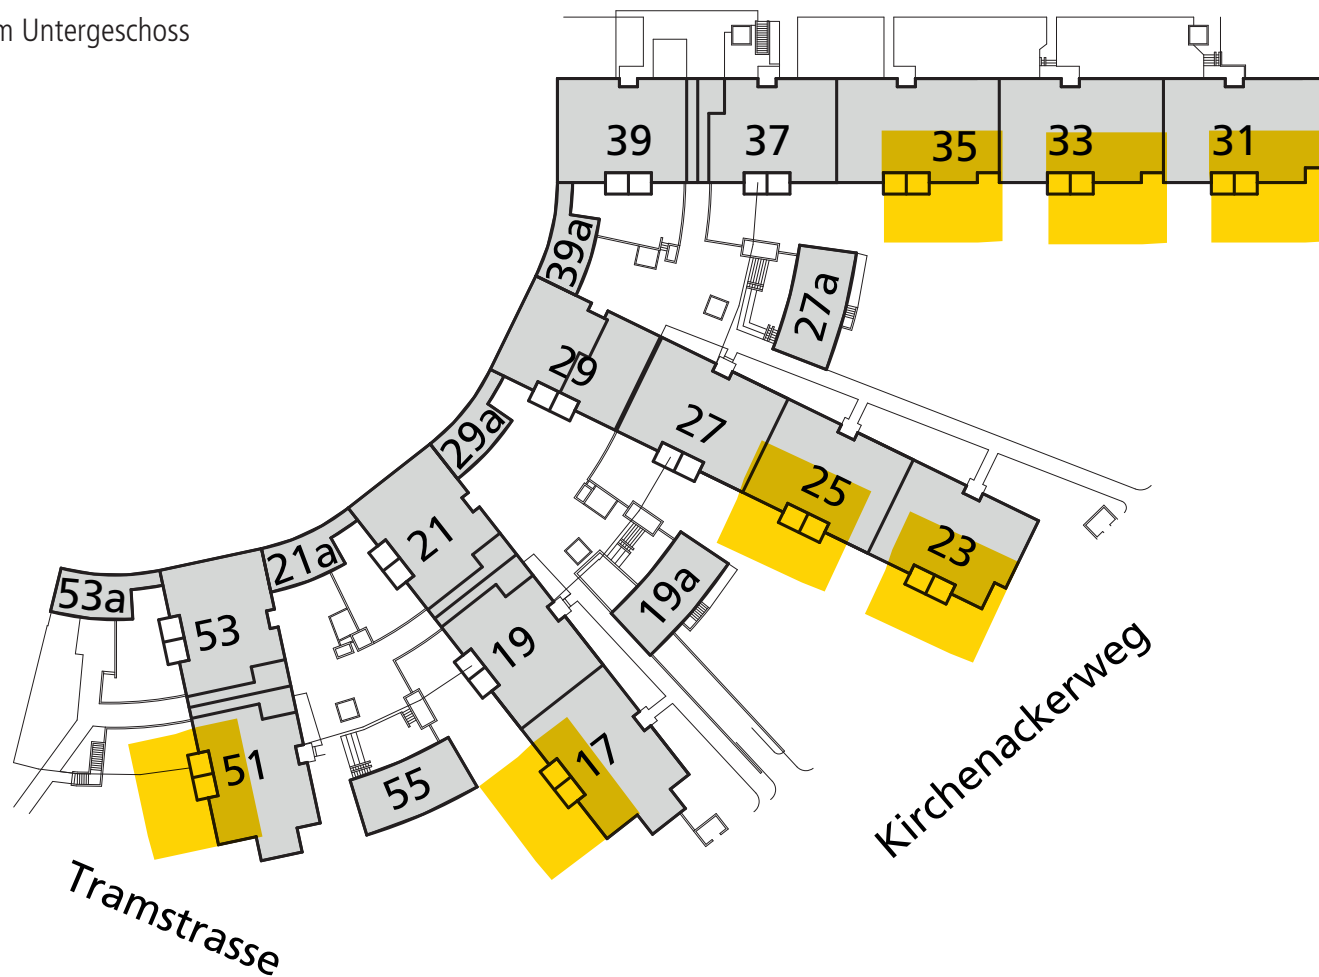 m Untergeschoss
39
37
35
33
31
39a
27a
29
27
29a
25
21
23
21a
53a
19a
53
19
51
17
55
Kirchenackerweg
Tramstrasse